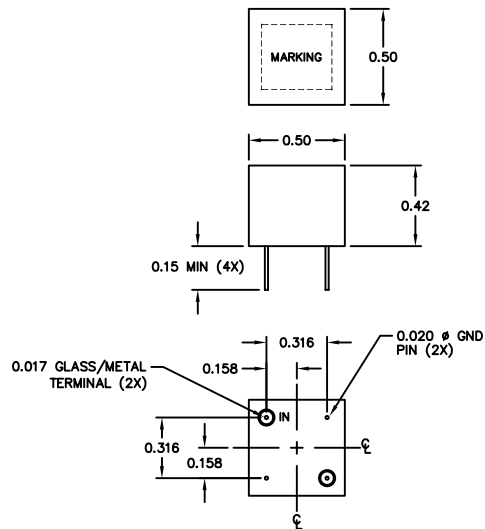 MARKING
0.50
0.50
0.42
0.15 MIN (4X)
0.316
0.020 ø GND
PIN (2X)
0.158
0.017 GLASS/METAL
TERMINAL (2X)
IN
0.316
0.158
℄
℄